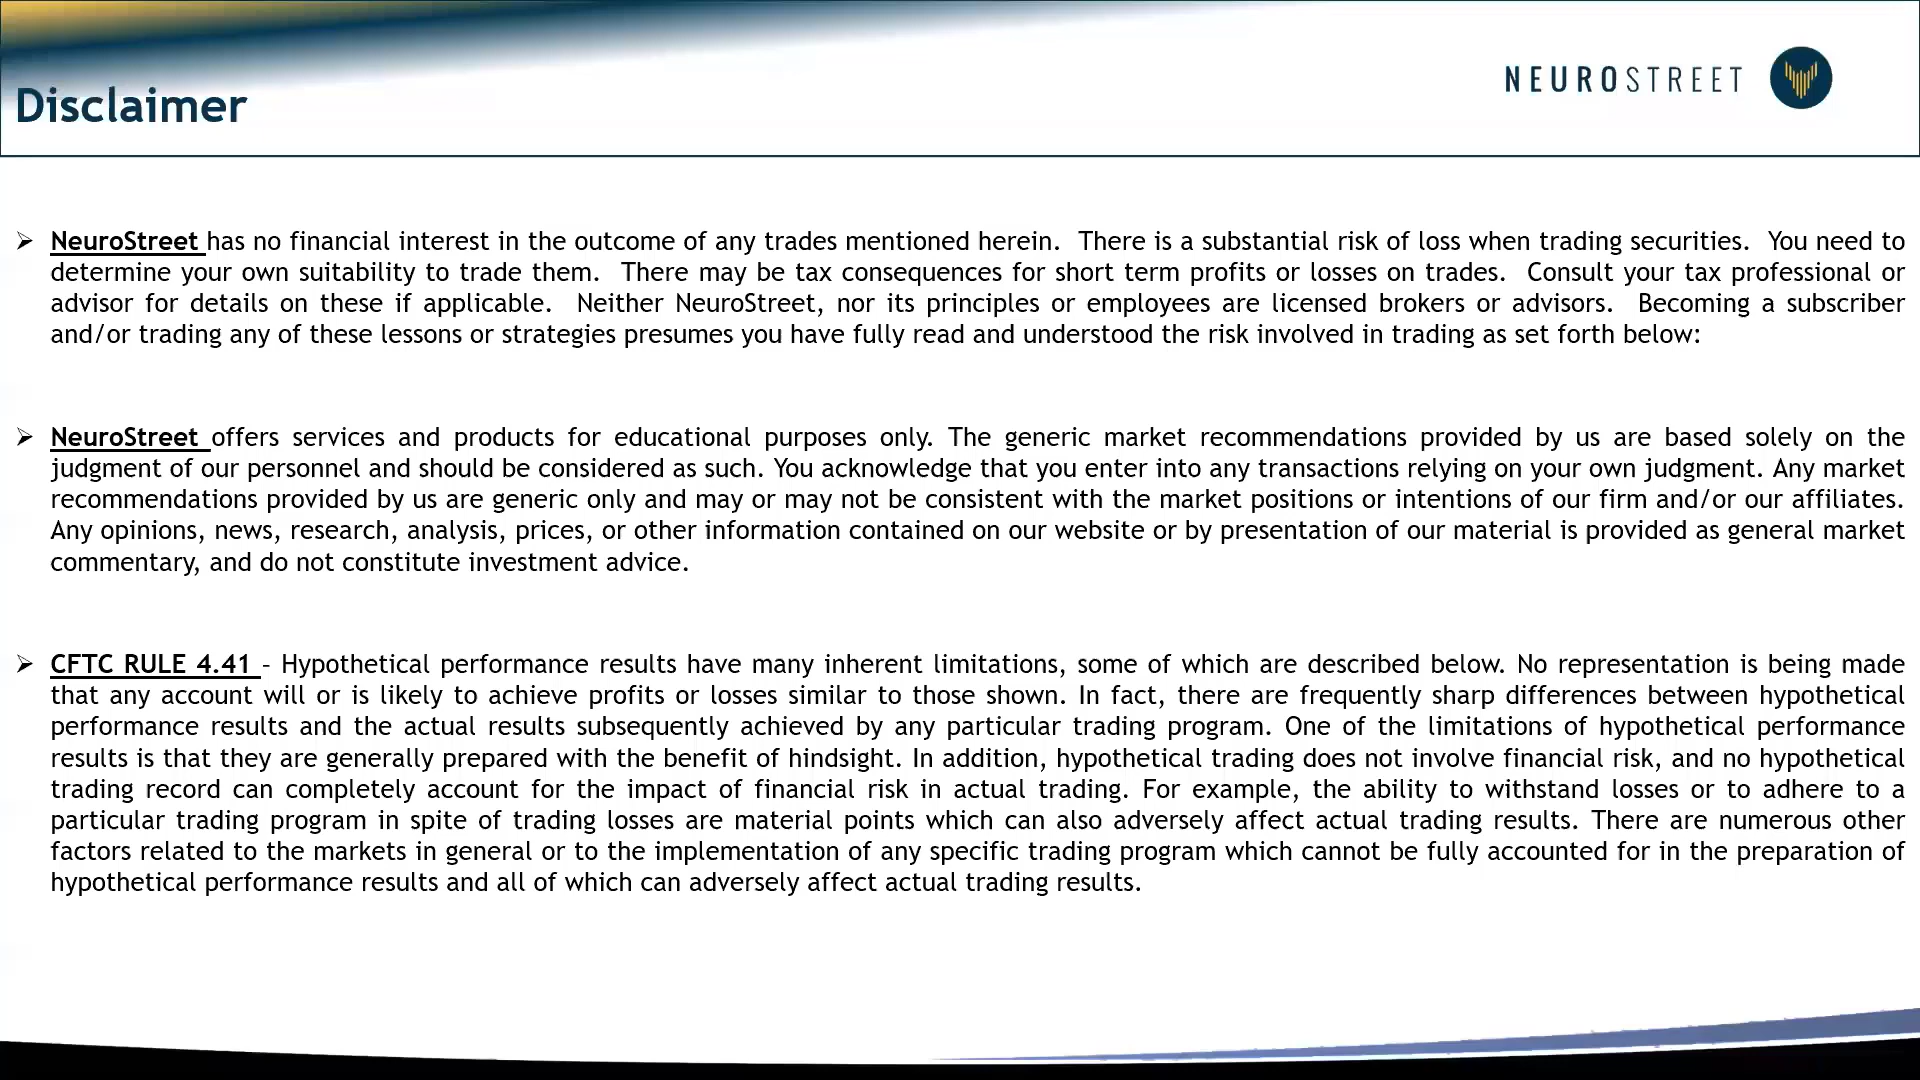 NEUROSTREET
Disclaimer
➢ NeuroStreet has no financial interest in the outcome of any trades mentioned herein. There is a substantial risk of loss when trading securities. You need to
determine your own suitability to trade them. There may be tax consequences for short term profits or losses on trades. Consult your tax professional or
advisor for details on these if applicable. Neither NeuroStreet, nor its principles or employees are licensed brokers or advisors. Becoming a subscriber
and/or trading any of these lessons or strategies presumes you have fully read and understood the risk involved in trading as set forth below:
➢ NeuroStreet offers services and products for educational purposes only. The generic market recommendations provided by us are based solely on the
judgment of our personnel and should be considered as such. You acknowledge that you enter into any transactions relying on your own judgment. Any market
recommendations provided by us are generic only and may or may not be consistent with the market positions or intentions of our firm and/or our affiliates.
Any opinions, news, research, analysis, prices, or other information contained on our website or by presentation of our material is provided as general market
commentary, and do not constitute investment advice.
➢ CFTC RULE 4.41 – Hypothetical performance results have many inherent limitations, some of which are described below. No representation is being made
that any account will or is likely to achieve profits or losses similar to those shown. In fact, there are frequently sharp differences between hypothetical
performance results and the actual results subsequently achieved by any particular trading program. One of the limitations of hypothetical performance
results is that they are generally prepared with the benefit of hindsight. In addition, hypothetical trading does not involve financial risk, and no hypothetical
trading record can completely account for the impact of financial risk in actual trading. For example, the ability to withstand losses or to adhere to a
particular trading program in spite of trading losses are material points which can also adversely affect actual trading results. There are numerous other
factors related to the markets in general or to the implementation of any specific trading program which cannot be fully accounted for in the preparation of
hypothetical performance results and all of which can adversely affect actual trading results.